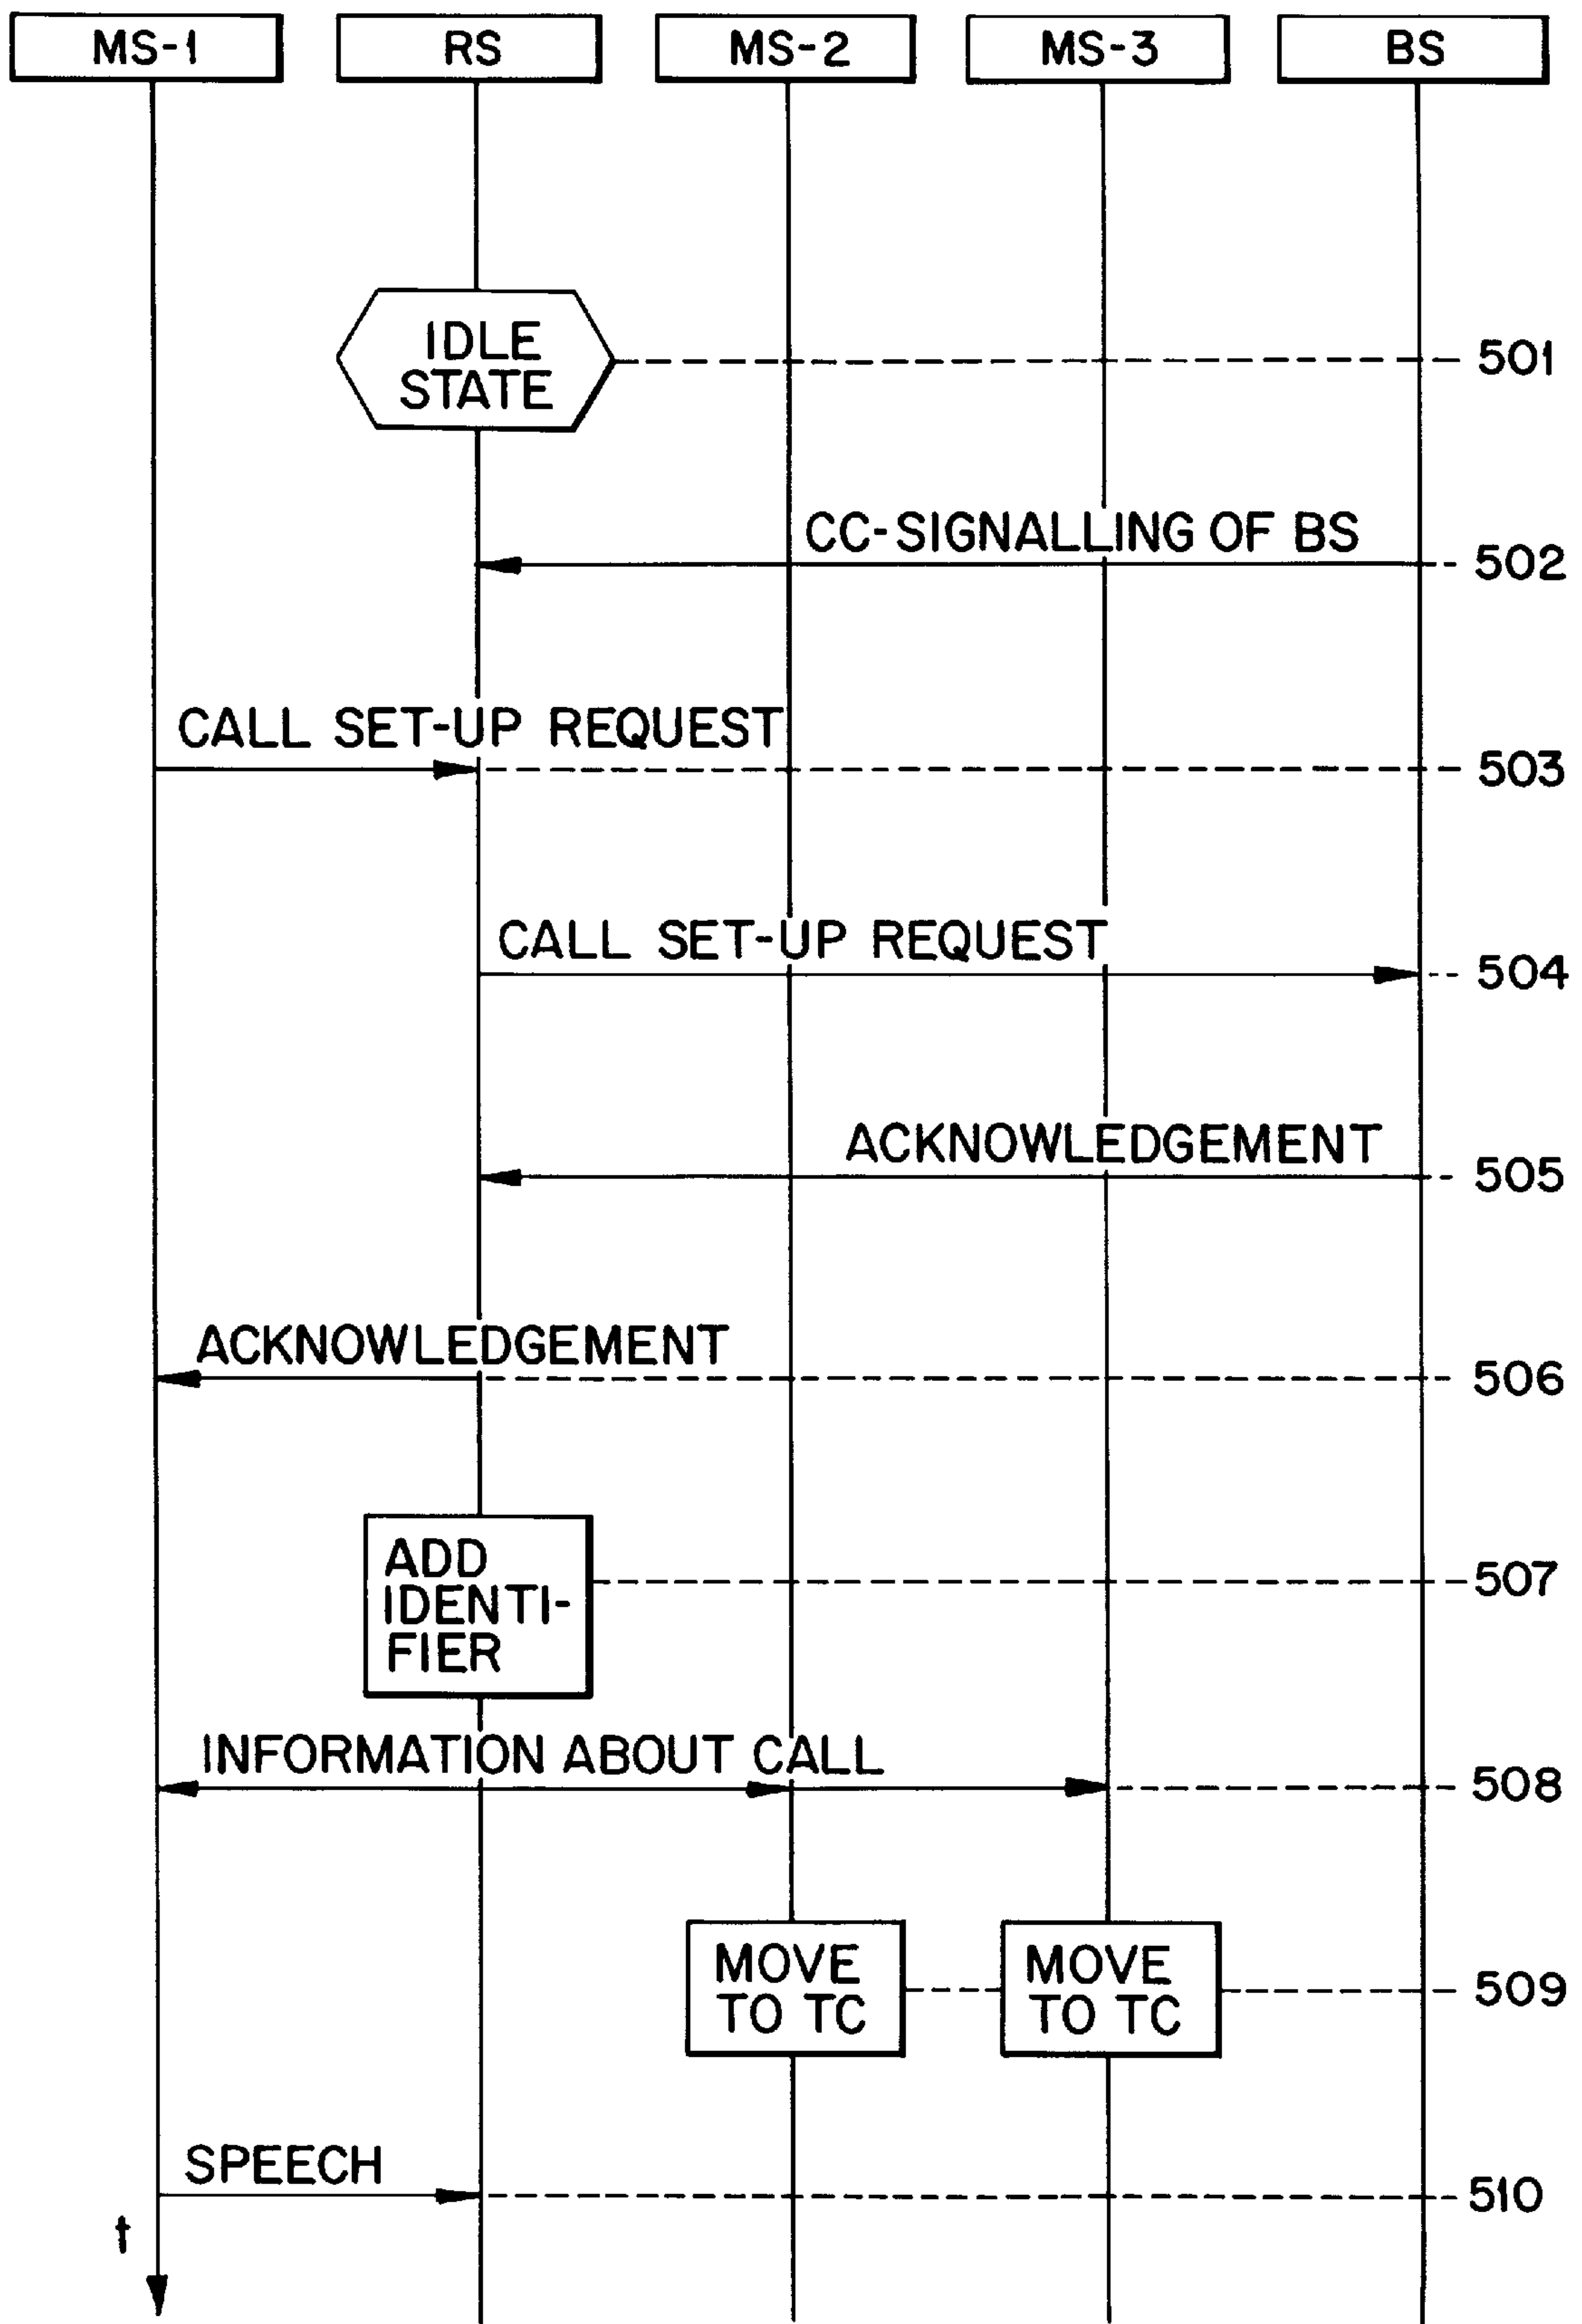 MS-1 RS MS-2 MS-3 BS
IDLE
STATE
501
CC-SIGNALLING OF BS
502
CALL SET-UP REQUEST
503
CALL SET-UP REQUEST
504
ACKNOWLEDGEMENT
505
ACKNOWLEDGEMENT
506
ADD
IDENTI-
FIER
507
INFORMATION ABOUT CALL
508
MOVE
TO TC
MOVE
TO TC
509
SPEECH
510
t